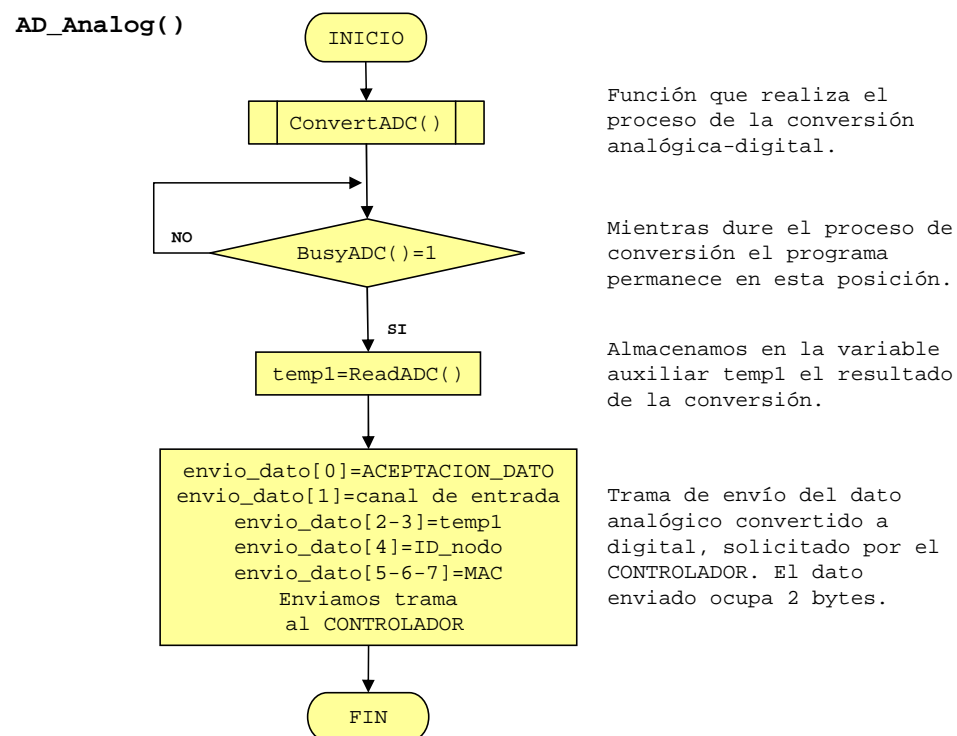 AD_Analog()
INICIO
ConvertADC()
Función que realiza el
proceso de la conversión
analógica-digital.
NO
BusyADC()=1
Mientras dure el proceso de
conversión el programa
permanece en esta posición.
SI
temp1=ReadADC()
Almacenamos en la variable
auxiliar temp1 el resultado
de la conversión.
envio_dato[0]=ACEPTACION_DATO
envio_dato[1]=canal de entrada
envio_dato[2-3]=temp1
envio_dato[4]=ID_nodo
envio_dato[5-6-7]=MAC
Enviamos trama
al CONTROLADOR
Trama de envío del dato
analógico convertido a
digital, solicitado por el
CONTROLADOR. El dato
enviado ocupa 2 bytes.
FIN